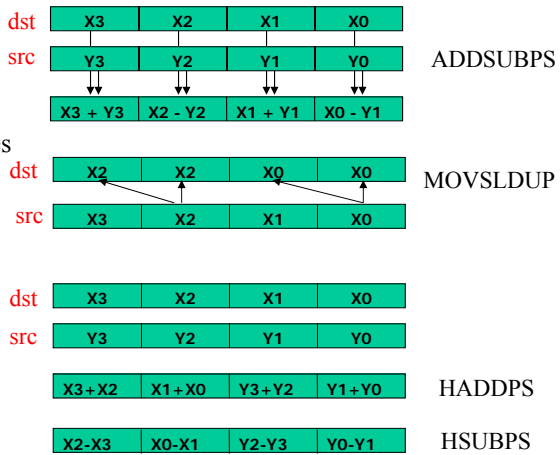 dst X3 X2 X1 X0
src Y3 Y2 Y1 Y0 ADDSUBPS
X3 + Y3 X2 - Y2 X1 + Y1 X0 - Y1
s
dst X2 X2 X0 X0 MOVSLDUP
src X3 X2 X1 X0
dst X3 X2 X1 X0
src Y3 Y2 Y1 Y0
X3+X2 X1+X0 Y3+Y2 Y1+Y0 HADDPS
X2-X3 X0-X1 Y2-Y3 Y0-Y1 HSUBPS